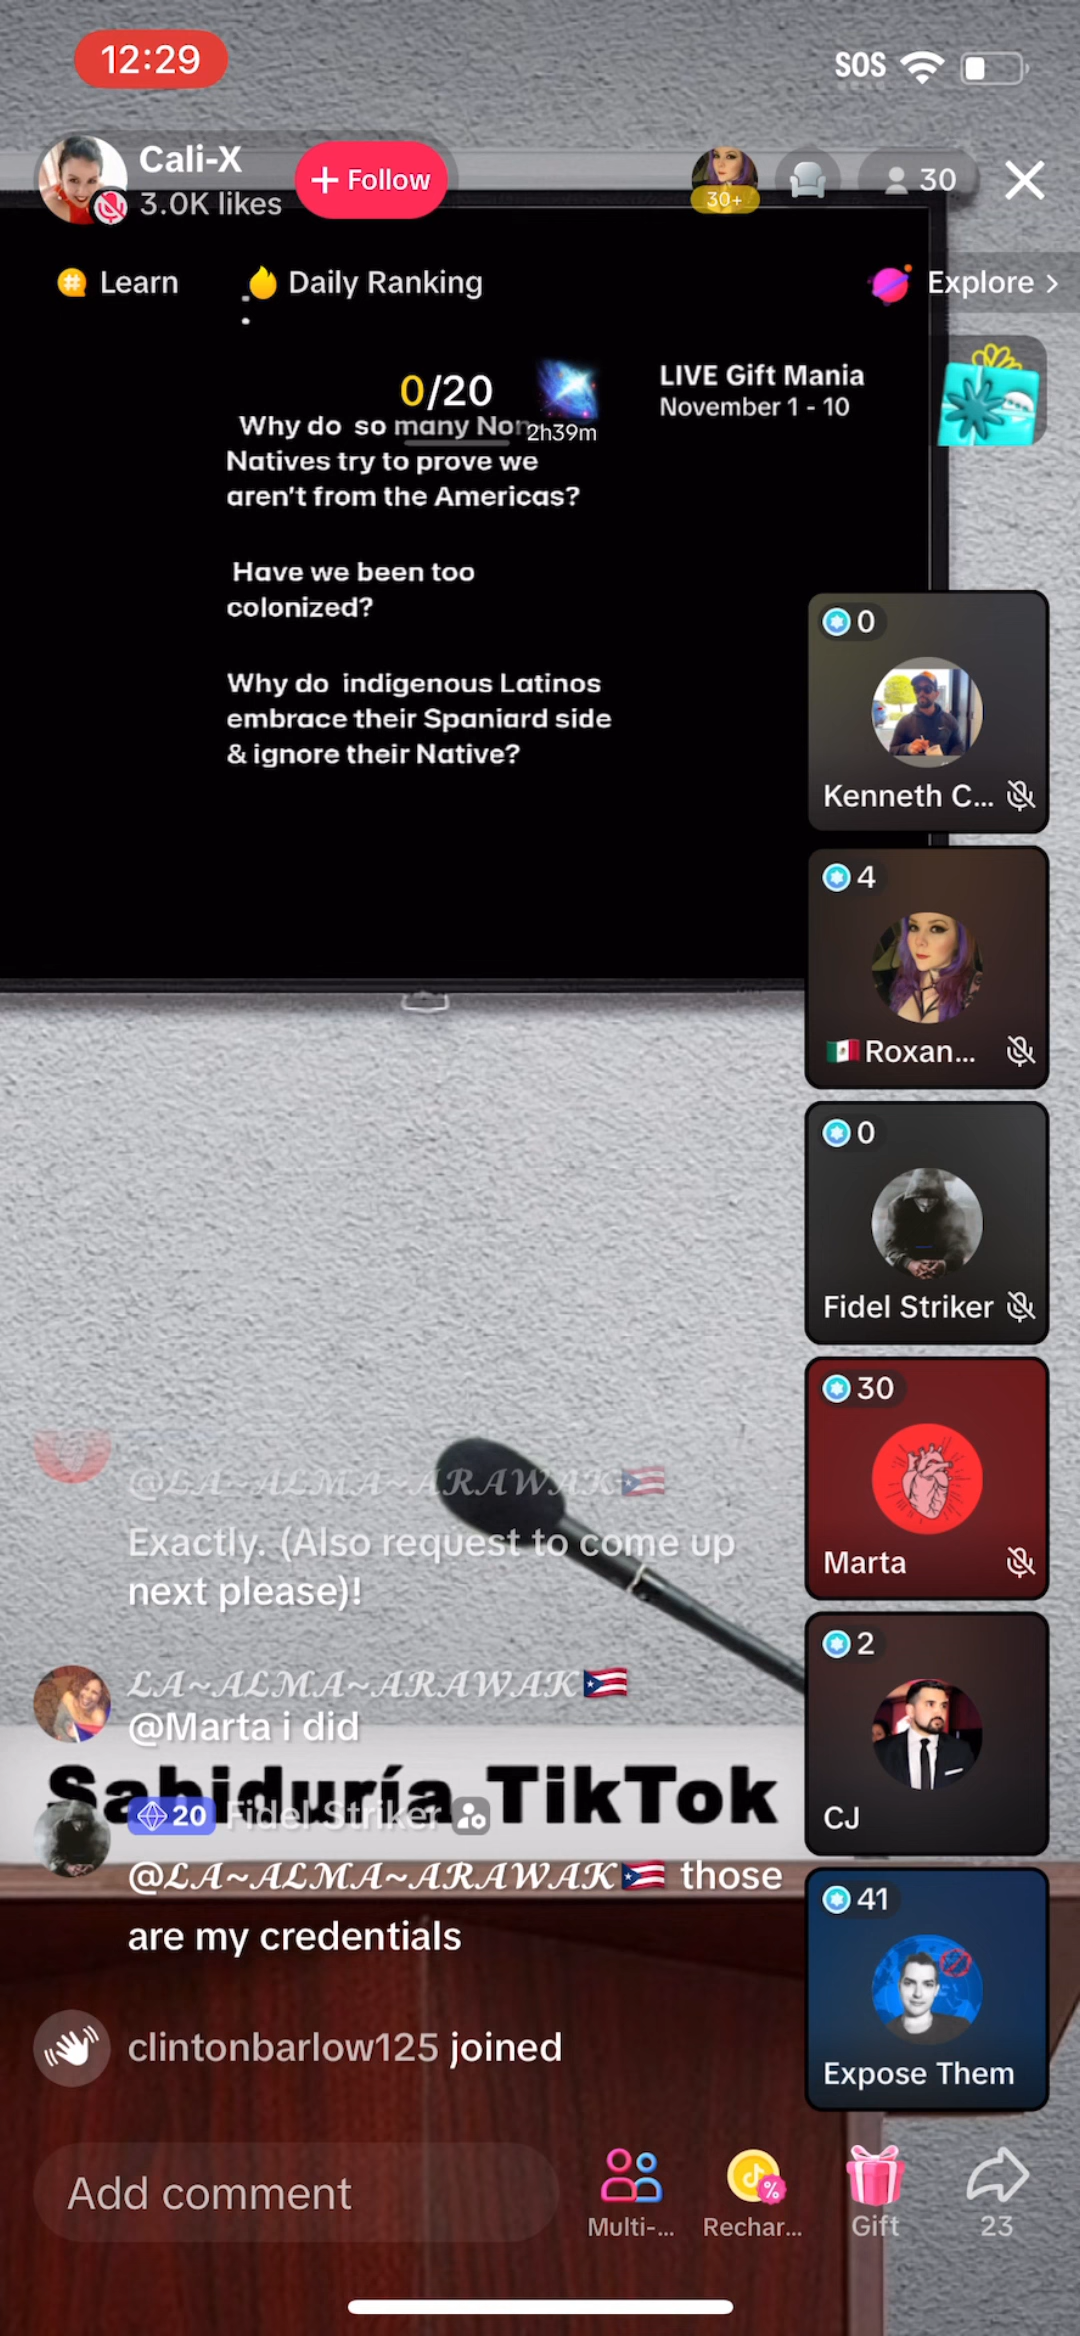 12:29
SOS
Cali-X
3.0K likes
+ Follow
30+
30
Learn
Daily Ranking
Explore >
0/20
2h39m
LIVE Gift Mania
November 1 - 10
Why do so many Non
Natives try to prove we
aren't from the Americas?
Have we been too
colonized?
Why do indigenous Latinos
embrace their Spaniard side
& ignore their Native?
0
Kenneth C...
4
🇲🇽 Roxan...
0
Fidel Striker
30
Marta
2
CJ
41
Expose Them
@ℒA~ALMA~ARAWAK🇵🇷
Exactly. (Also request to come up
next please)!
ℒA~ALMA~ARAWAK🇵🇷
@Marta i did
Sabiduría TikTok
20 Fidel Striker
@ℒA~ALMA~ARAWAK🇵🇷 those
are my credentials
clintonbarlow125 joined
Add comment
Multi-...
Rechar...
Gift
23